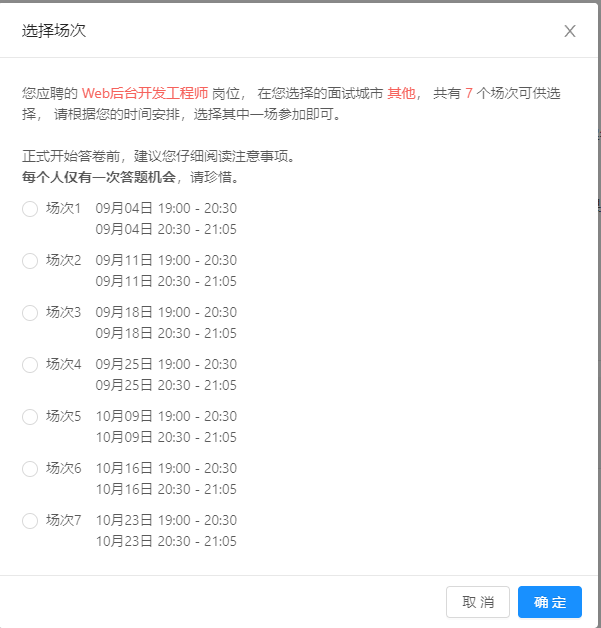 选择场次
您应聘的 Web后台开发工程师 岗位， 在您选择的面试城市 其他， 共有 7 个场次可供选
择， 请根据您的时间安排，选择其中一场参加即可。
正式开始答卷前，建议您仔细阅读注意事项。
每个人仅有一次答题机会，请珍惜。
场次1 09月04日 19:00 - 20:30
09月04日 20:30 - 21:05
场次2 09月11日 19:00 - 20:30
09月11日 20:30 - 21:05
场次3 09月18日 19:00 - 20:30
09月18日 20:30 - 21:05
场次4 09月25日 19:00 - 20:30
09月25日 20:30 - 21:05
场次5 10月09日 19:00 - 20:30
10月09日 20:30 - 21:05
场次6 10月16日 19:00 - 20:30
10月16日 20:30 - 21:05
场次7 10月23日 19:00 - 20:30
10月23日 20:30 - 21:05
取 消 确 定